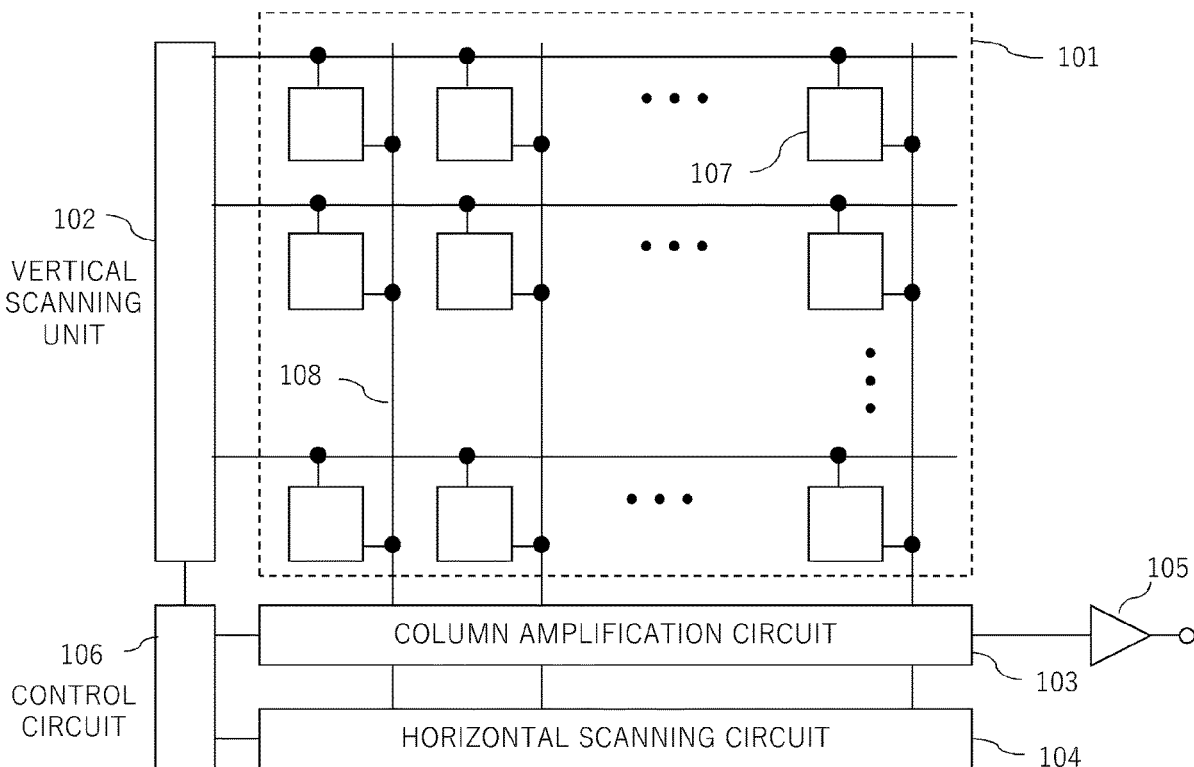 101
107
102
VERTICAL
SCANNING
UNIT
108
105
COLUMN AMPLIFICATION CIRCUIT
106
103
CONTROL
CIRCUIT
HORIZONTAL SCANNING CIRCUIT
104